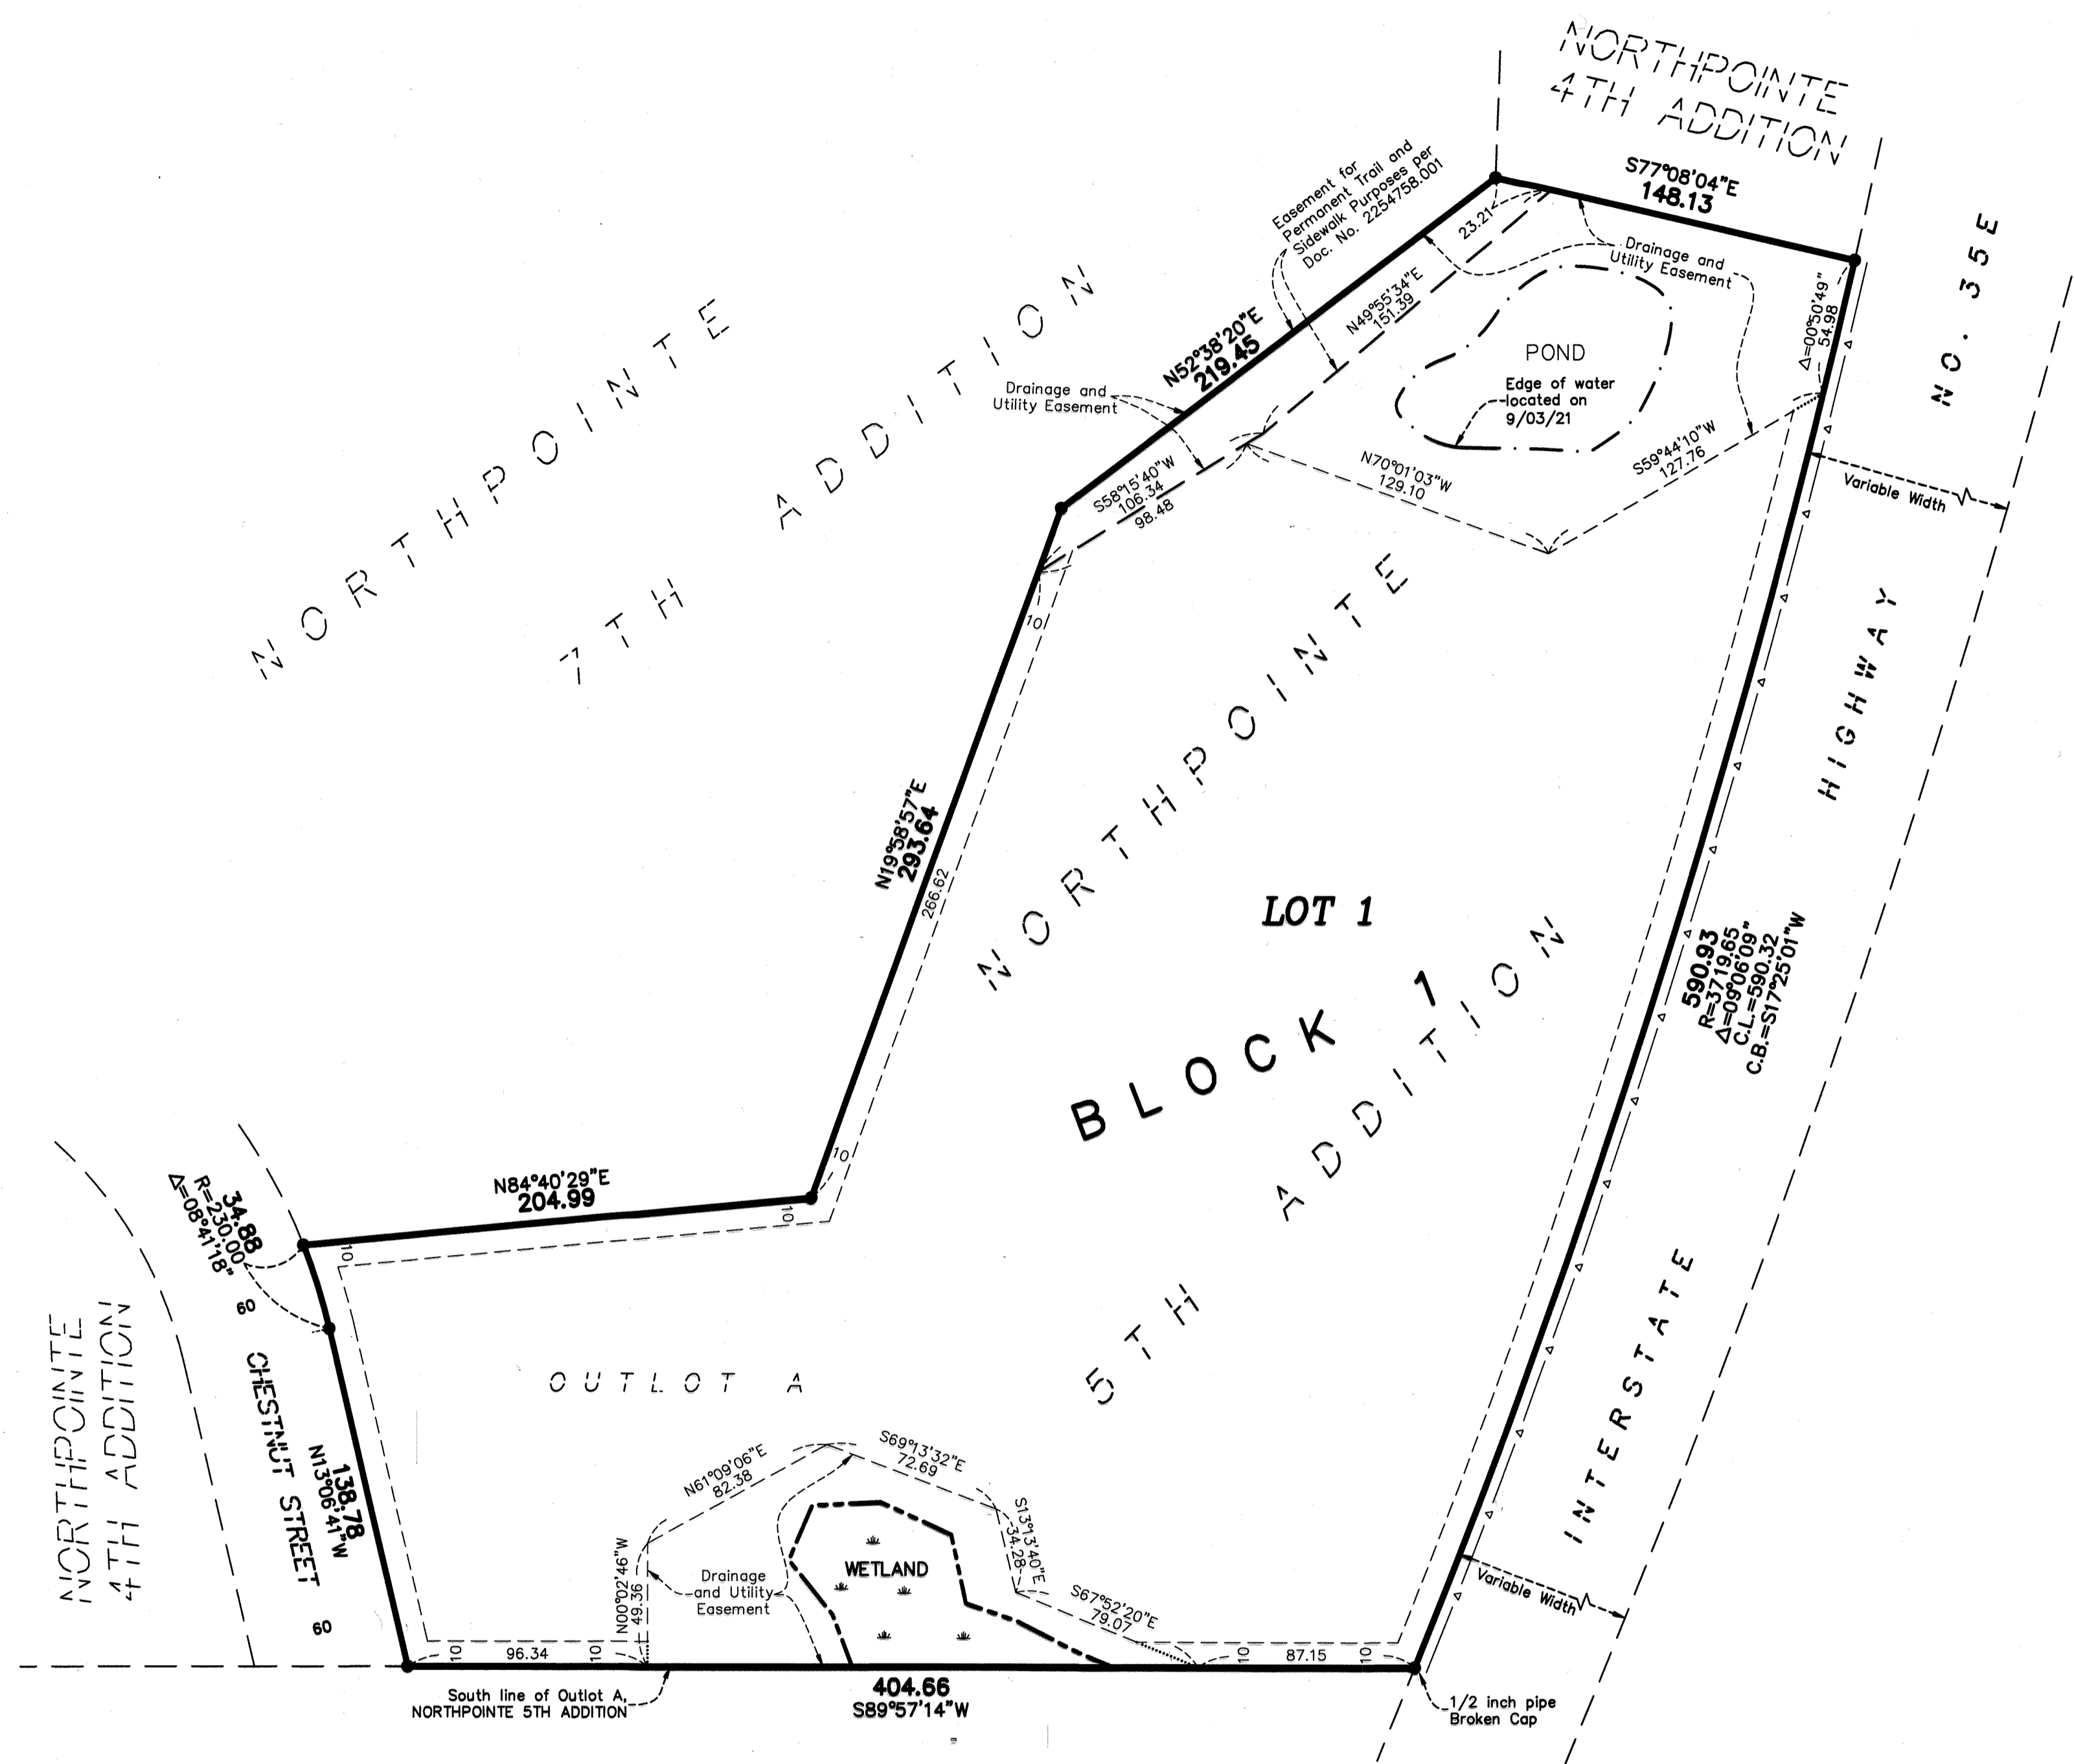 NORTHPOINTE
4TH ADDITION
S77°08'04"E
148.13
Easement for
Permanent Trail and
Sidewalk Purposes per
Doc. No. 2254758.001
23.21
Drainage and
Utility Easement
N49°55'34"E
151.39
N52°38'20"E
219.45
POND
Edge of water
located on
9/03/21
Δ=00°50'49"
54.98
NO. 35E
Drainage and
Utility Easement
S58°15'40"W
106.34
98.48
N70°01'03"W
129.10
S59°44'10"W
127.76
Variable Width
NORTHPOINTE
7TH ADDITION
10
N19°58'57"E
293.64
266.62
NORTHPOINTE
LOT 1
BLOCK 1
5TH ADDITION
HIGHWAY
590.93
R=3719.65
Δ=09°06'09"
C.L.=590.32
C.B.=S17°25'01"W
10
N84°40'29"E
204.99
10
10
34.88
R=230.00
Δ=08°41'18"
60
CHESTNUT STREET
60
138.78
N13°06'41"W
NORTHPOINTE
4TH ADDITION
OUTLOT A
INTERSTATE
N61°09'06"E
82.38
S69°13'32"E
72.69
S13°13'40"E
34.28
S67°52'20"E
79.07
WETLAND
Drainage
and Utility
Easement
N00°02'46"W
49.36
Variable Width
10
96.34
10
10
87.15
10
404.66
S89°57'14"W
South line of Outlot A,
NORTHPOINTE 5TH ADDITION
1/2 inch pipe
Broken Cap